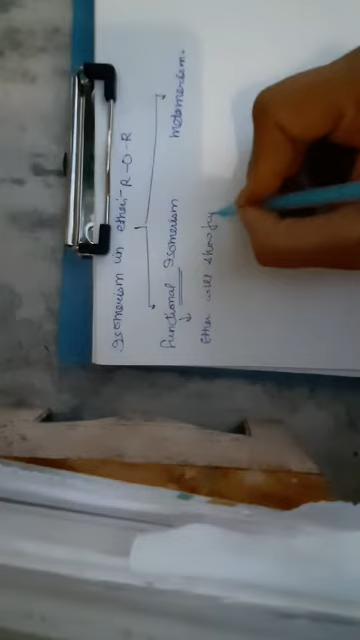 Isomerism in ether:- R-O-R
functional Isomerism metamerism.
Ether will show